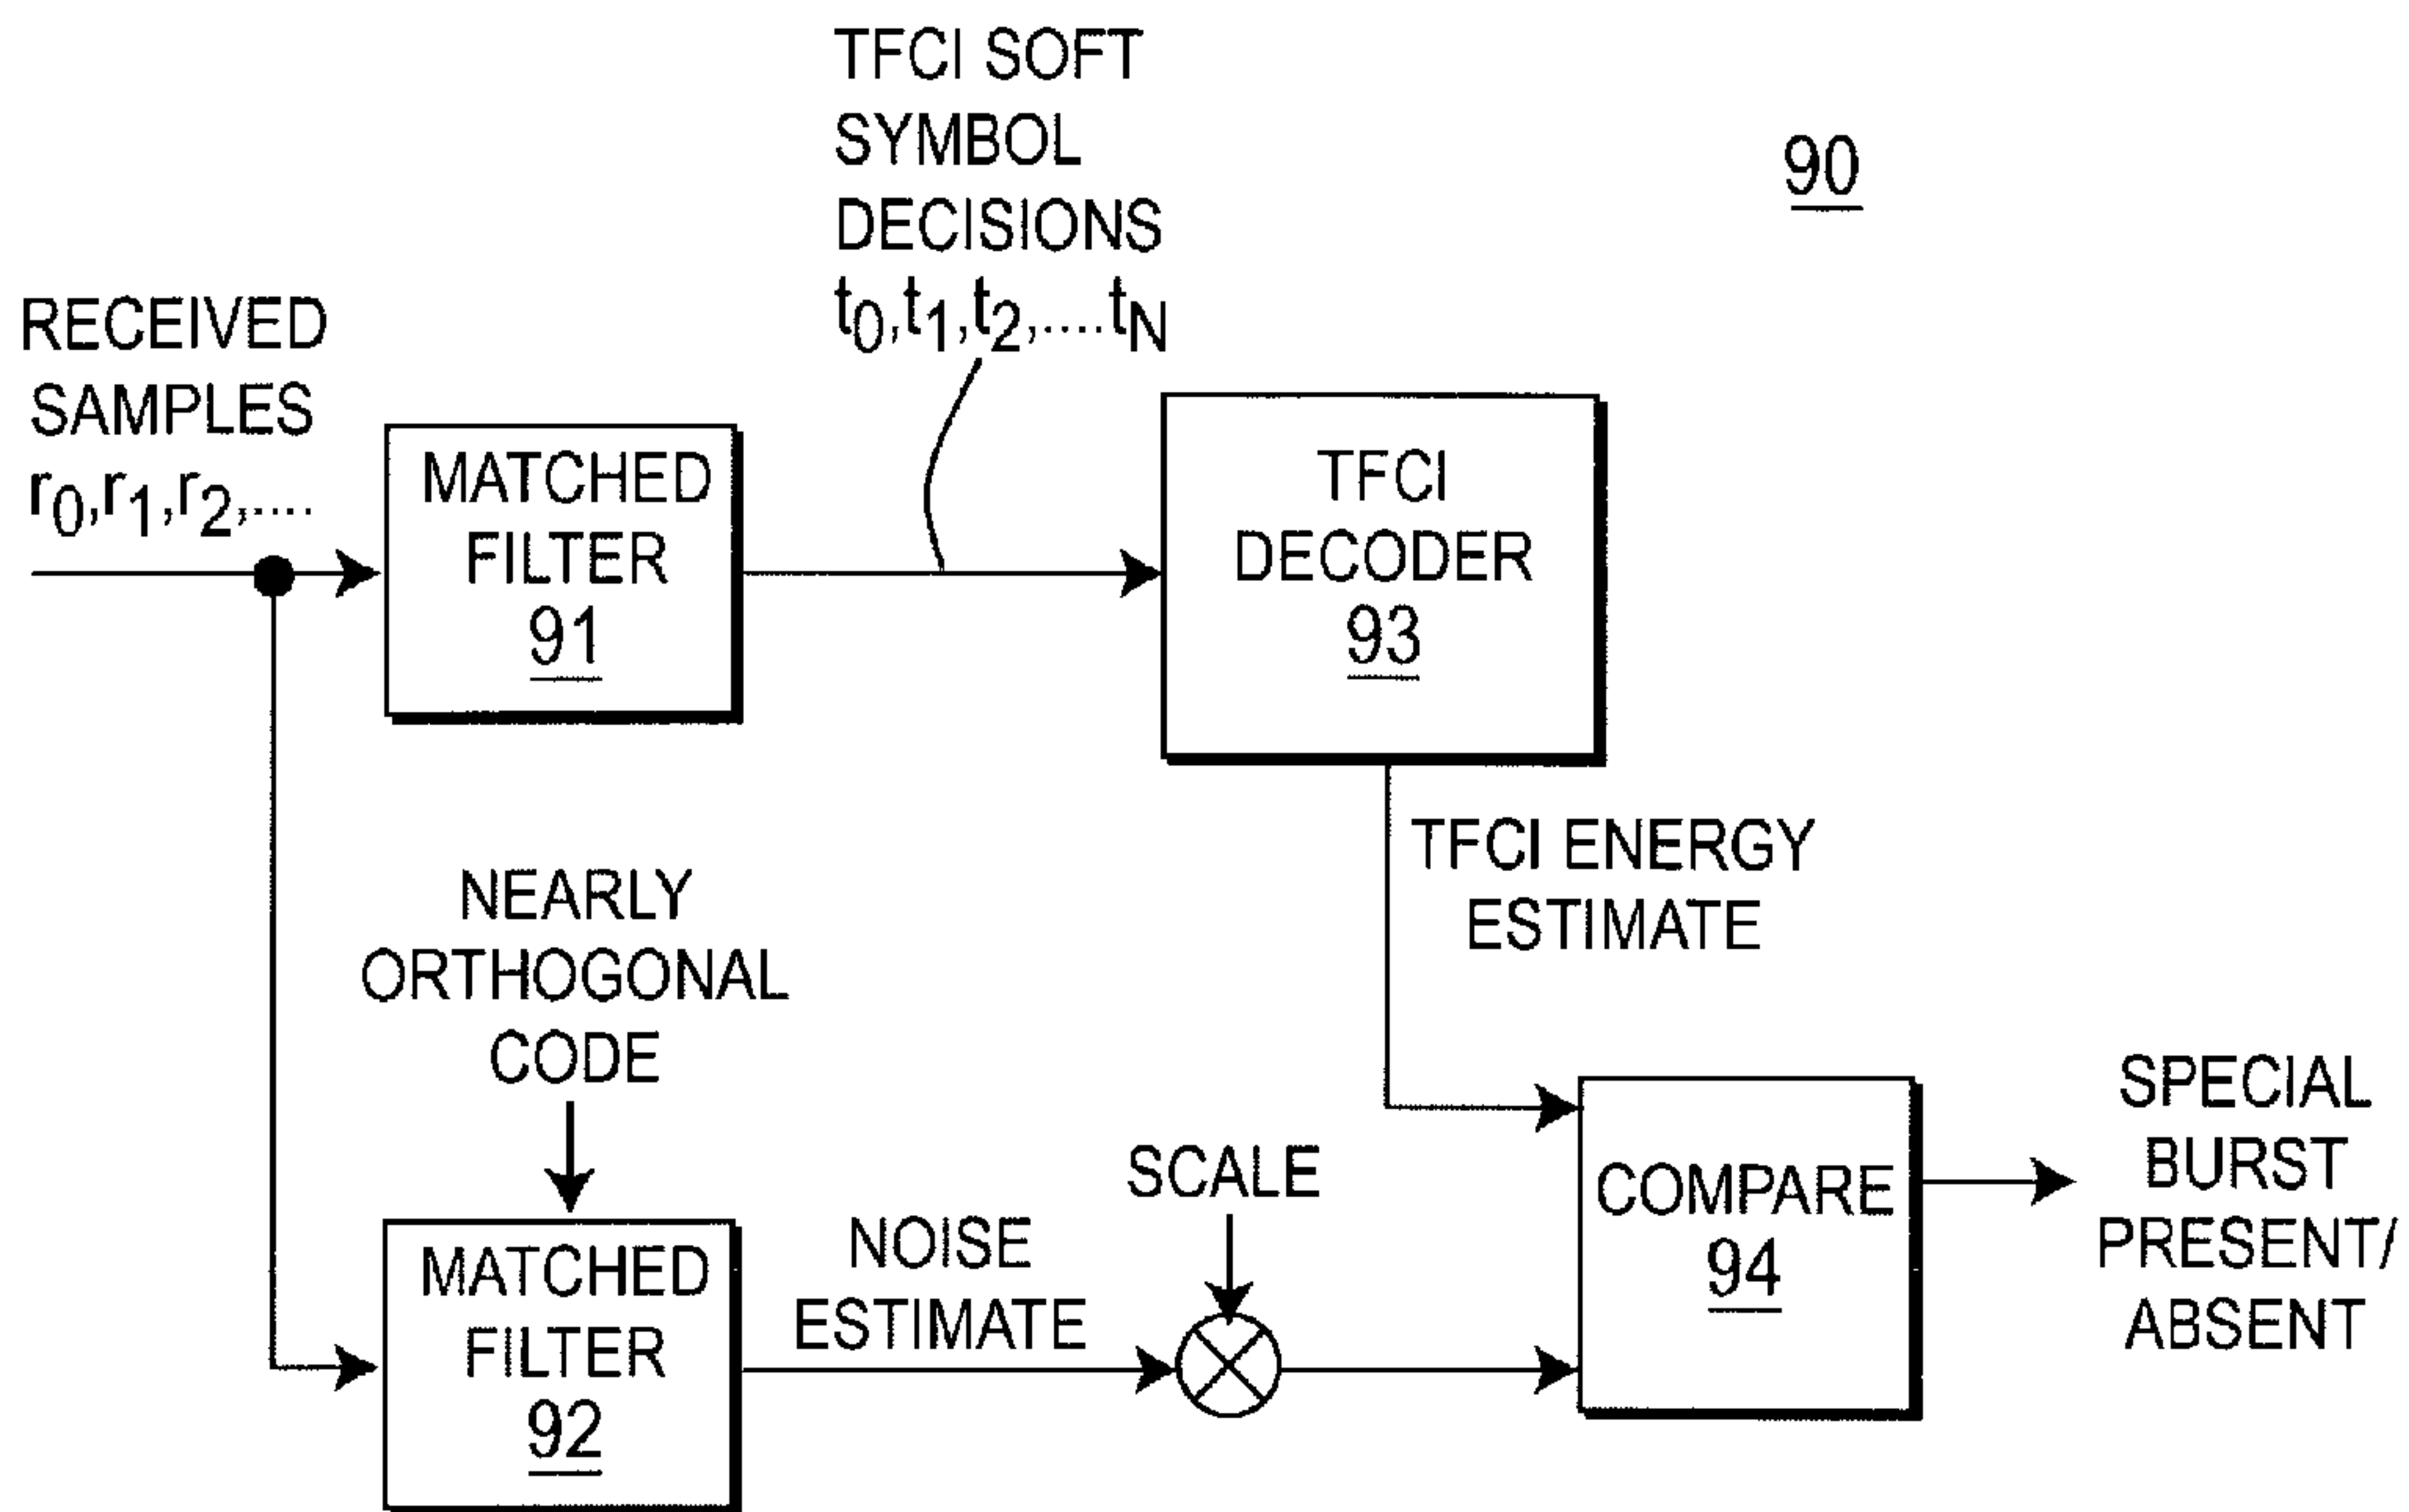 TFCI SOFT
SYMBOL
DECISIONS
t0,t1,t2,....tN
90
RECEIVED
SAMPLES
r0,r1,r2,....
MATCHED
FILTER
91
TFCI
DECODER
93
TFCI ENERGY
ESTIMATE
NEARLY
ORTHOGONAL
CODE
MATCHED
FILTER
92
NOISE
ESTIMATE
SCALE
COMPARE
94
SPECIAL
BURST
PRESENT/
ABSENT